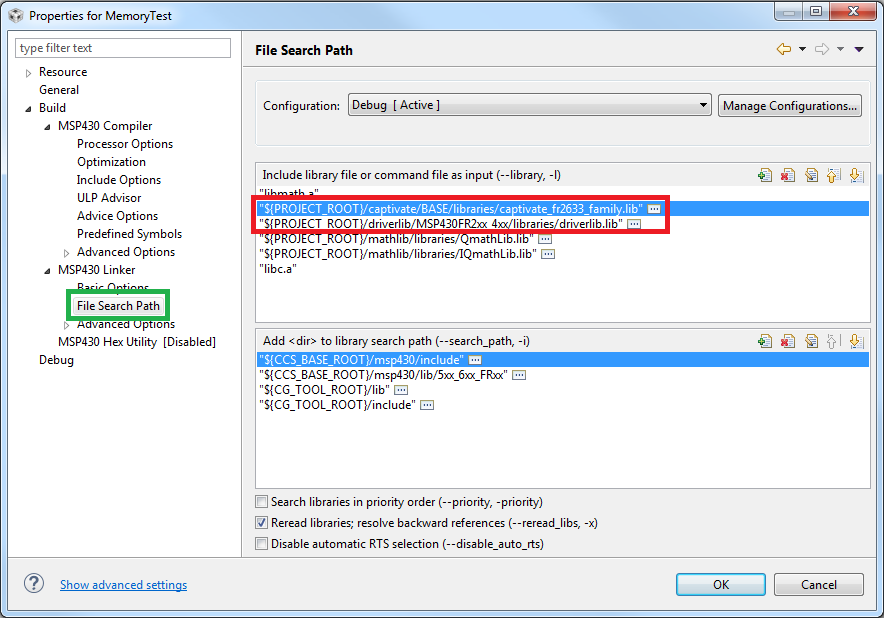 Properties for MemoryTest
type filter text
Resource
General
Build
MSP430 Compiler
Processor Options
Optimization
Include Options
ULP Advisor
Advice Options
Predefined Symbols
Advanced Options
MSP430 Linker
Basic Options
File Search Path
Advanced Options
MSP430 Hex Utility [Disabled]
Debug
File Search Path
Configuration: Debug [ Active ] Manage Configurations...
Include library file or command file as input (--library, -l)
"libmath.a"
"${PROJECT_ROOT}/captivate/BASE/libraries/captivate_fr2633_family.lib"
"${PROJECT_ROOT}/driverlib/MSP430FR2xx_4xx/libraries/driverlib.lib"
"${PROJECT_ROOT}/mathlib/libraries/QmathLib.lib"
"${PROJECT_ROOT}/mathlib/libraries/IQmathLib.lib"
"libc.a"
Add <dir> to library search path (--search_path, -i)
"${CCS_BASE_ROOT}/msp430/include"
"${CCS_BASE_ROOT}/msp430/lib/5xx_6xx_FRxx"
"${CG_TOOL_ROOT}/lib"
"${CG_TOOL_ROOT}/include"
Search libraries in priority order (--priority, -priority)
Reread libraries; resolve backward references (--reread_libs, -x)
Disable automatic RTS selection (--disable_auto_rts)
? Show advanced settings
OK Cancel